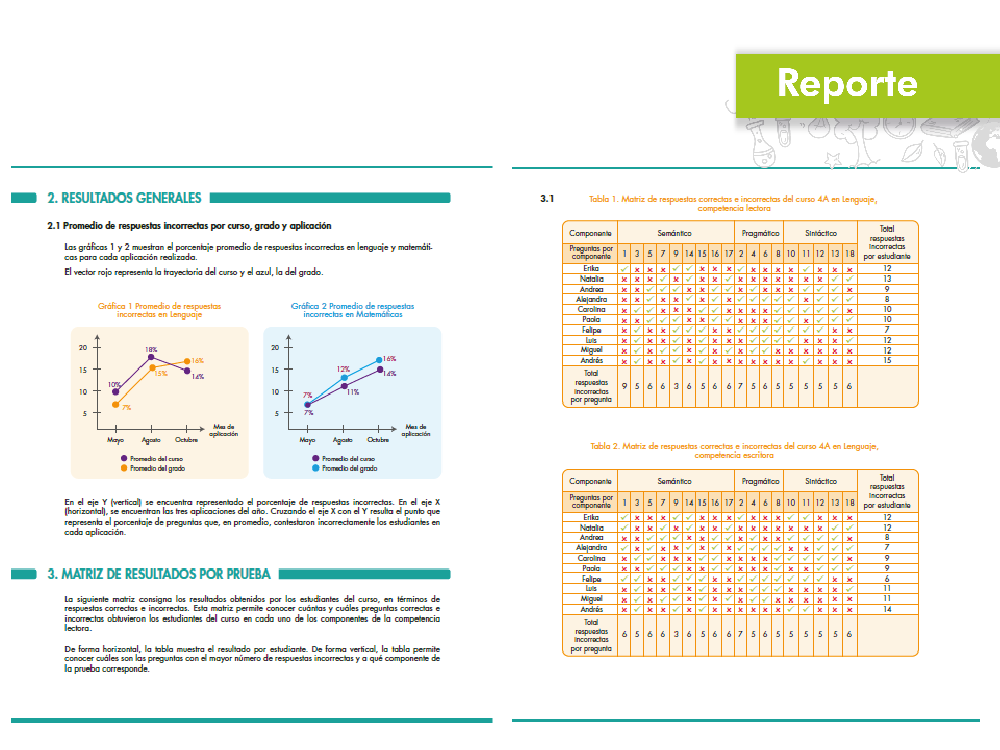 Reporte
2. RESULTADOS GENERALES
2.1 Promedio de respuestas incorrectas por curso, grado y aplicación
Las gráficas 1 y 2 muestran el porcentaje promedio de respuestas incorrectas en lenguaje y matemáti-
cas para cada aplicación realizada.
El vector rojo representa la trayectoria del curso y el azul, la del grado.
Gráfica 1 Promedio de respuestas
incorrectas en Lenguaje
20
15
10
5
10%
18%
14%
7%
15%
16%
Mayo Agosto Octubre
Mes de
aplicación
Promedio del curso
Promedio del grado
Gráfica 2 Promedio de respuestas
incorrectas en Matemáticas
20
15
10
5
7%
12%
16%
7%
11%
14%
Mayo Agosto Octubre
Mes de
aplicación
Promedio del curso
Promedio del grado
En el eje Y (vertical) se encuentra representado el porcentaje de respuestas incorrectas. En el eje X
(horizontal), se encuentran las tres aplicaciones del año. Cruzando el eje X con el Y resulta el punto que
representa el porcentaje de preguntas que, en promedio, contestaron incorrectamente los estudiantes en
cada aplicación.
3. MATRIZ DE RESULTADOS POR PRUEBA
La siguiente matriz consigna los resultados obtenidos por los estudiantes del curso, en términos de
respuestas correctas e incorrectas. Esta matriz permite conocer cuántas y cuáles preguntas correctas e
incorrectas obtuvieron los estudiantes del curso en cada uno de los componentes de la competencia
lectora.
De forma horizontal, la tabla muestra el resultado por estudiante. De forma vertical, la tabla permite
conocer cuáles son las preguntas con el mayor número de respuestas incorrectas y a qué componente de
la prueba corresponde.
3.1 Tabla 1. Matriz de respuestas correctas e incorrectas del curso 4A en Lenguaje,
competencia lectora
Componente Semántico Pragmático Sintáctico
Total
respuestas
Incorrectas
por estudiante
Preguntas por
componente
1 3 5 7 9 14 15 16 17 2 4 6 8 10 11 12 13 18
Erika 12
Natalia 13
Andrea 9
Alejandra 8
Carolina 10
Paola 10
Felipe 7
Luis 12
Miguel 12
Andrés 15
Total
respuestas
Incorrectas
por pregunta
9 5 6 6 3 6 5 6 6 7 5 6 5 5 5 5 5 6
Tabla 2. Matriz de respuestas correctas e incorrectas del curso 4A en Lenguaje,
competencia escritora
Componente Semántico Pragmático Sintáctico
Total
respuestas
Incorrectas
por estudiante
Preguntas por
componente
1 3 5 7 9 14 15 16 17 2 4 6 8 10 11 12 13 18
Erika 12
Natalia 12
Andrea 8
Alejandra 7
Carolina 9
Paola 9
Felipe 6
Luis 11
Miguel 11
Andrés 14
Total
respuestas
Incorrectas
por pregunta
6 5 6 6 3 6 5 6 6 7 5 6 5 5 5 5 5 6